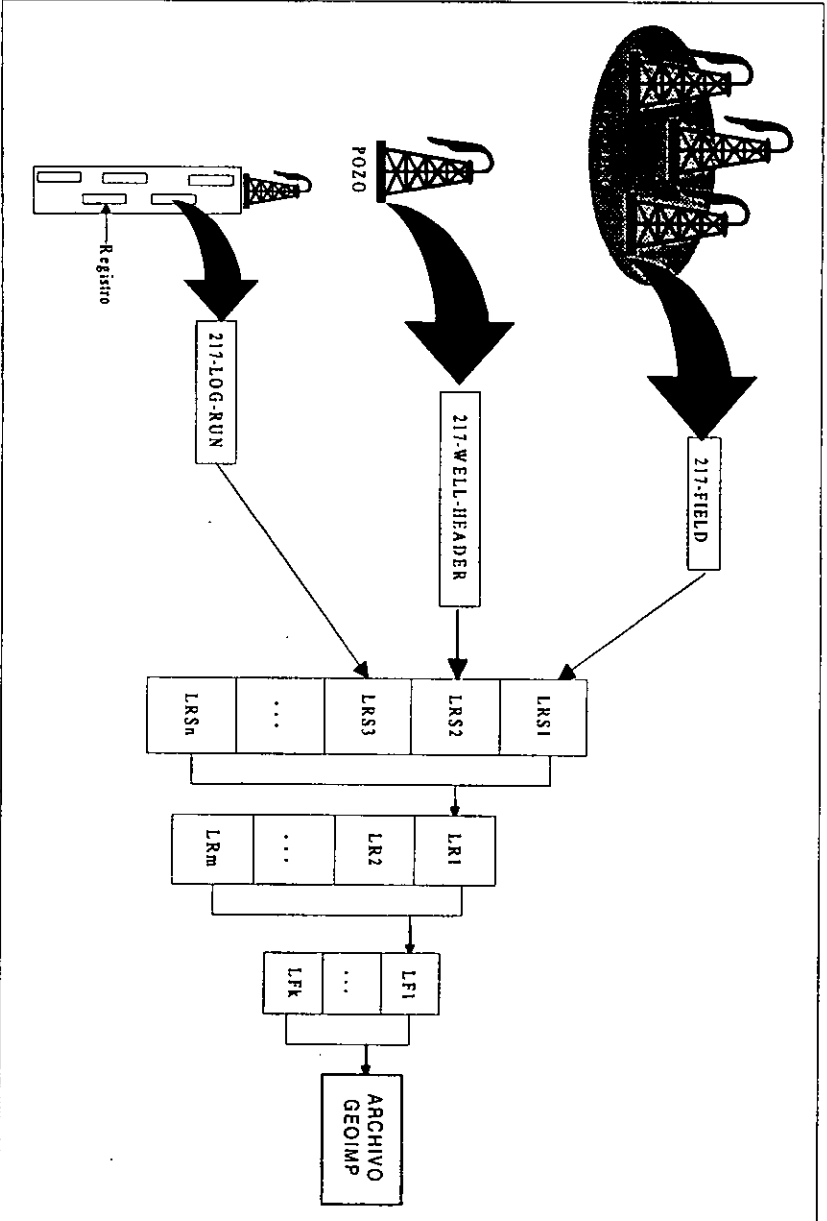 217-FIELD
POZO
217-WELL-HEADER
Registro
217-LOG-RUN
LRS1
LRS2
LRS3
...
LRSn
LR1
LR2
...
LRm
LF1
...
LFk
ARCHIVO
GEOIMP